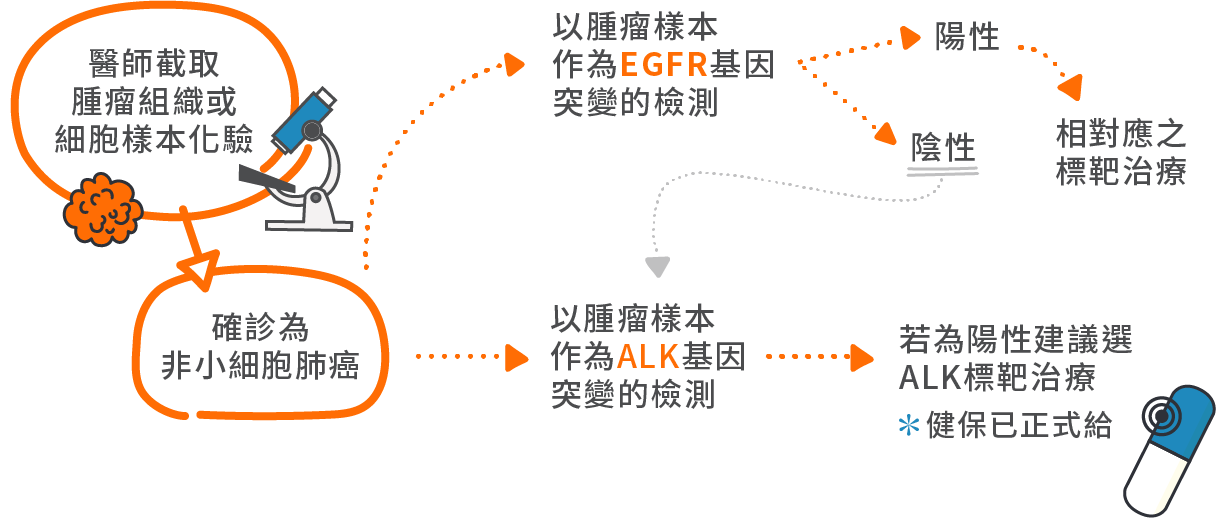 醫師截取
腫瘤組織或
細胞樣本化驗
確診為
非小細胞肺癌
以腫瘤樣本
作為EGFR基因
突變的檢測
陽性
相對應之
標靶治療
陰性
以腫瘤樣本
作為ALK基因
突變的檢測
若為陽性建議選
ALK標靶治療
＊健保已正式給